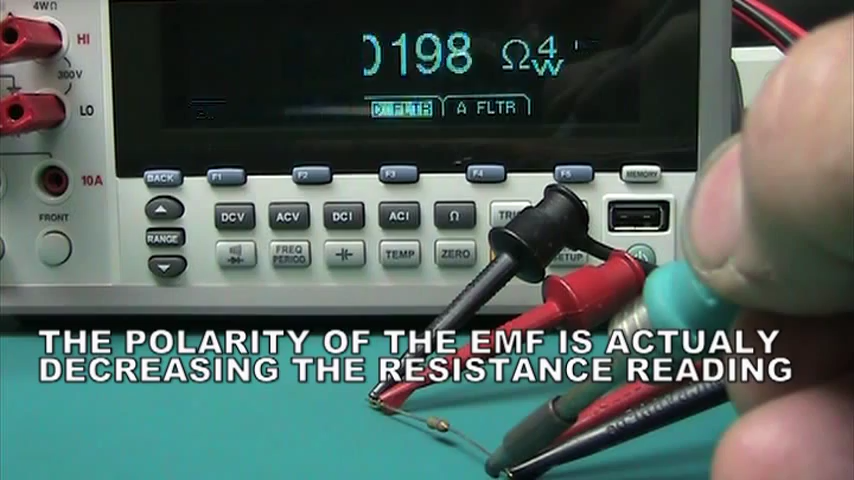 4WΩ
HI
300V
LO
10A
FRONT
0198 Ω4W
D FLTR A FLTR
BACK F1 F2 F3 F4 F5 MEMORY
RANGE DCV ACV DCI ACI Ω TRIG
FREQ PERIOD TEMP ZERO SETUP
THE POLARITY OF THE EMF IS ACTUALY
DECREASING THE RESISTANCE READING